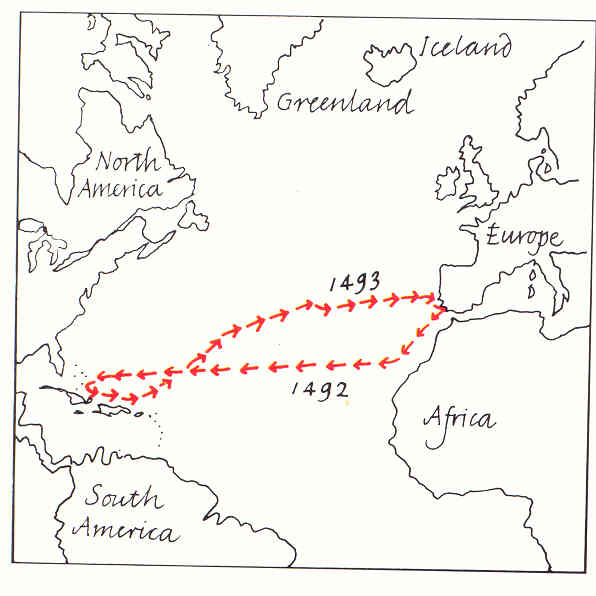 Iceland
Greenland
North
America
Europe
1493
1492
Africa
South
America